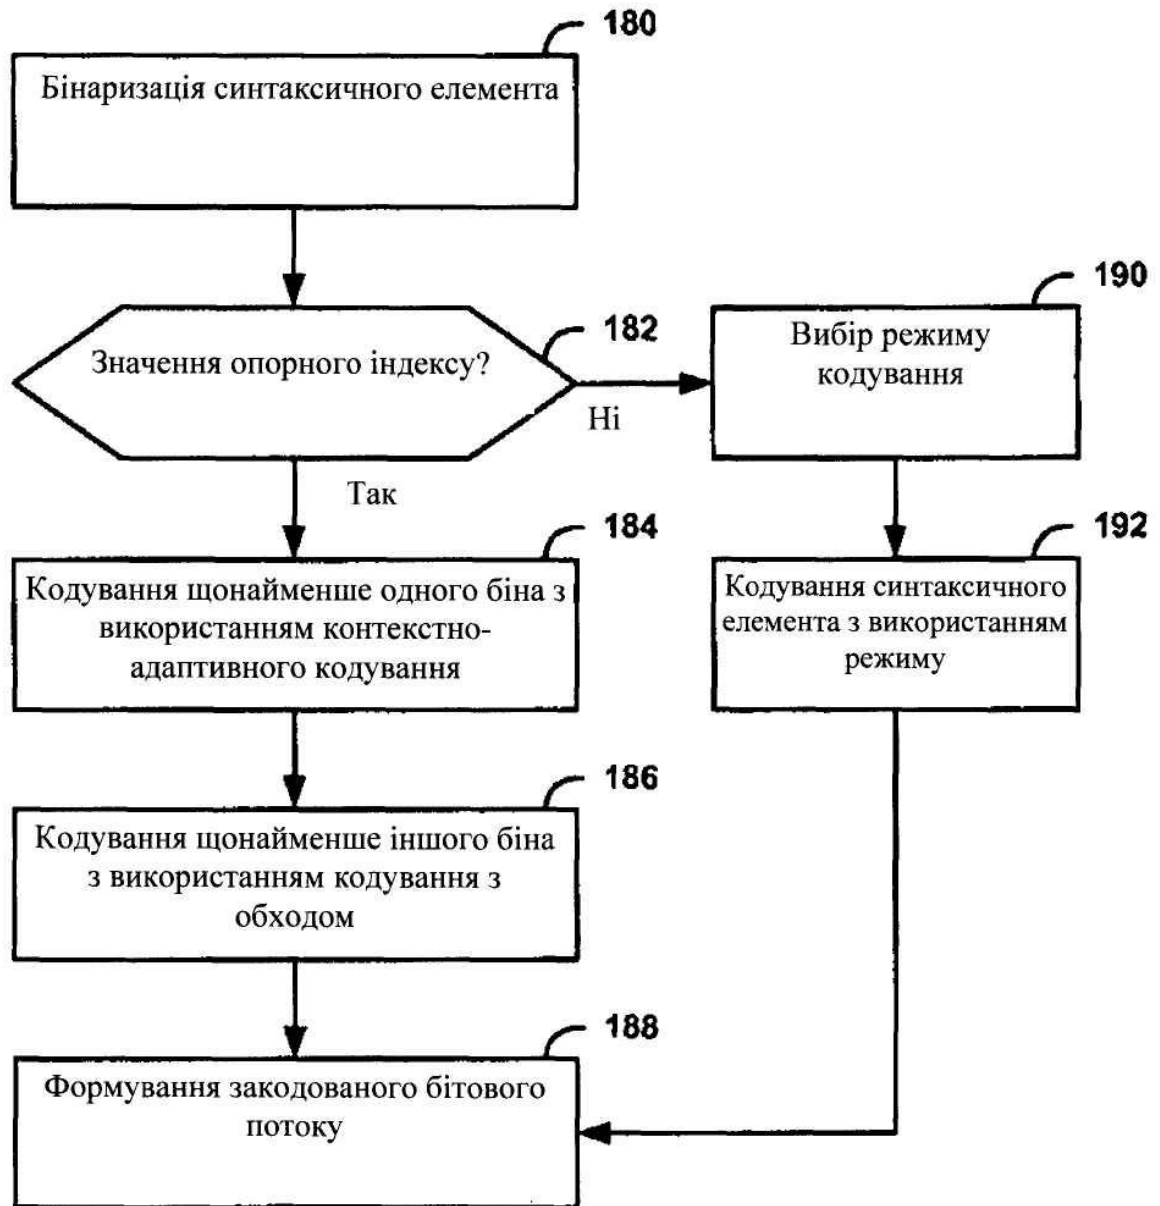 180
Бінаризація синтаксичного елемента
182
Значення опорного індексу?
Ні
Так
190
Вибір режиму
кодування
184
Кодування щонайменше одного біна з
використанням контекстно-
адаптивного кодування
192
Кодування синтаксичного
елемента з використанням
режиму
186
Кодування щонайменше іншого біна
з використанням кодування з
обходом
188
Формування закодованого бітового
потоку